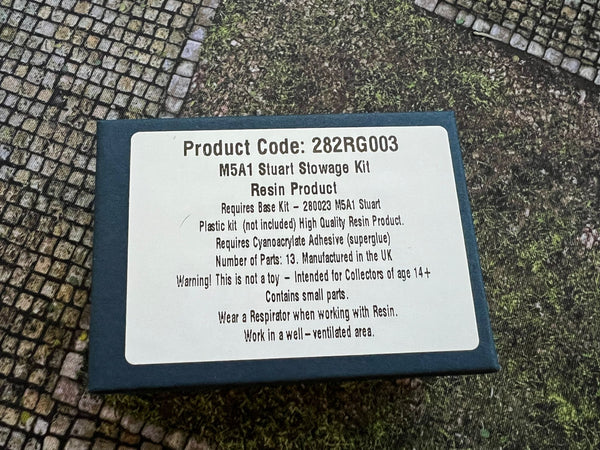 Product Code: 282RG003
M5A1 Stuart Stowage Kit
Resin Product
Requires Base Kit – 280023 M5A1 Stuart
Plastic kit (not included) High Quality Resin Product.
Requires Cyanoacrylate Adhesive (superglue)
Number of Parts: 13. Manufactured in the UK
Warning! This is not a toy – Intended for Collectors of age 14+
Contains small parts.
Wear a Respirator when working with Resin.
Work in a well – ventilated area.